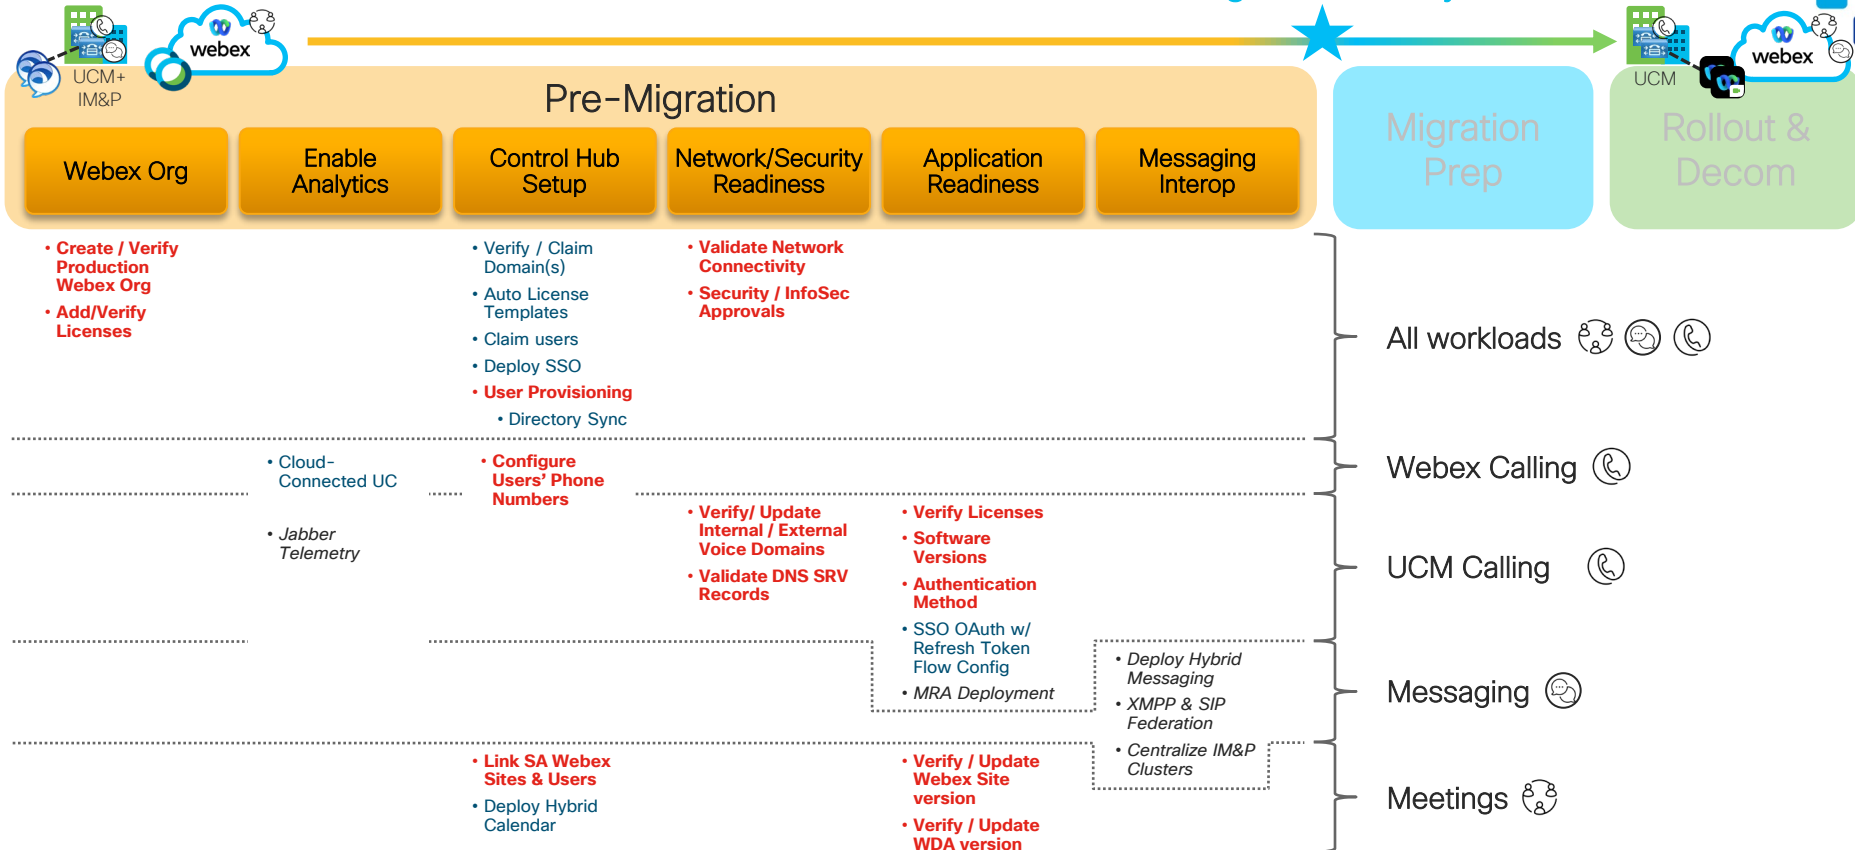 webex
UCM+
IM&P
UCM
webex
Pre-Migration
Migration
Prep
Rollout &
Decom
Webex Org
Enable
Analytics
Control Hub
Setup
Network/Security
Readiness
Application
Readiness
Messaging
Interop
• Create / Verify
Production
Webex Org
• Add/Verify
Licenses
• Verify / Claim
Domain(s)
• Auto License
Templates
• Claim users
• Deploy SSO
• User Provisioning
• Directory Sync
• Validate Network
Connectivity
• Security / InfoSec
Approvals
All workloads
• Cloud-
Connected UC
• Jabber
Telemetry
• Configure
Users' Phone
Numbers
Webex Calling
• Verify/ Update
Internal / External
Voice Domains
• Validate DNS SRV
Records
• Verify Licenses
• Software
Versions
• Authentication
Method
• SSO OAuth w/
Refresh Token
Flow Config
• MRA Deployment
UCM Calling
• Deploy Hybrid
Messaging
• XMPP & SIP
Federation
• Centralize IM&P
Clusters
Messaging
• Link SA Webex
Sites & Users
• Deploy Hybrid
Calendar
• Verify / Update
Webex Site
version
• Verify / Update
WDA version
Meetings